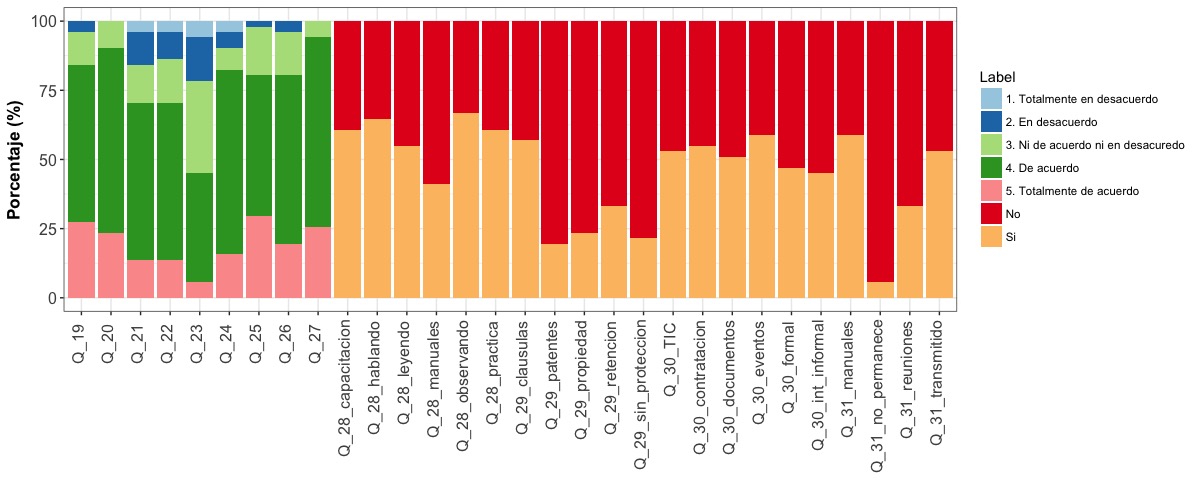 Porcentaje (%)
100
75
50
25
0
Q_19
Q_20
Q_21
Q_22
Q_23
Q_24
Q_25
Q_26
Q_27
Q_28_capacitacion
Q_28_hablando
Q_28_leyendo
Q_28_manuales
Q_28_observando
Q_28_practica
Q_29_clausulas
Q_29_patentes
Q_29_propiedad
Q_29_retencion
Q_29_sin_proteccion
Q_30_TIC
Q_30_contratacion
Q_30_documentos
Q_30_eventos
Q_30_formal
Q_30_int_informal
Q_31_manuales
Q_31_no_permanece
Q_31_reuniones
Q_31_transmitido
Label
1. Totalmente en desacuerdo
2. En desacuerdo
3. Ni de acuerdo ni en desacuredo
4. De acuerdo
5. Totalmente de acuerdo
No
Si